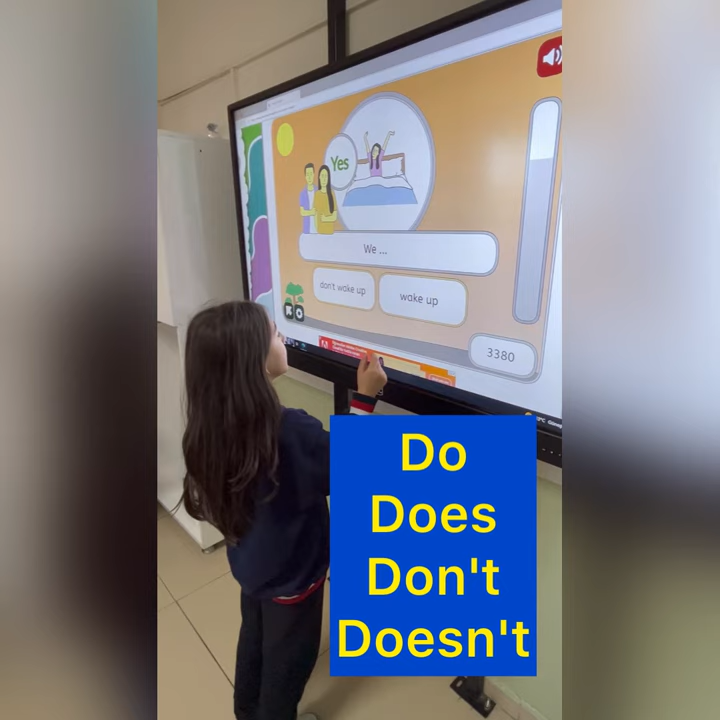 Yes
We ...
don't wake up
wake up
3380
Do
Does
Don't
Doesn't